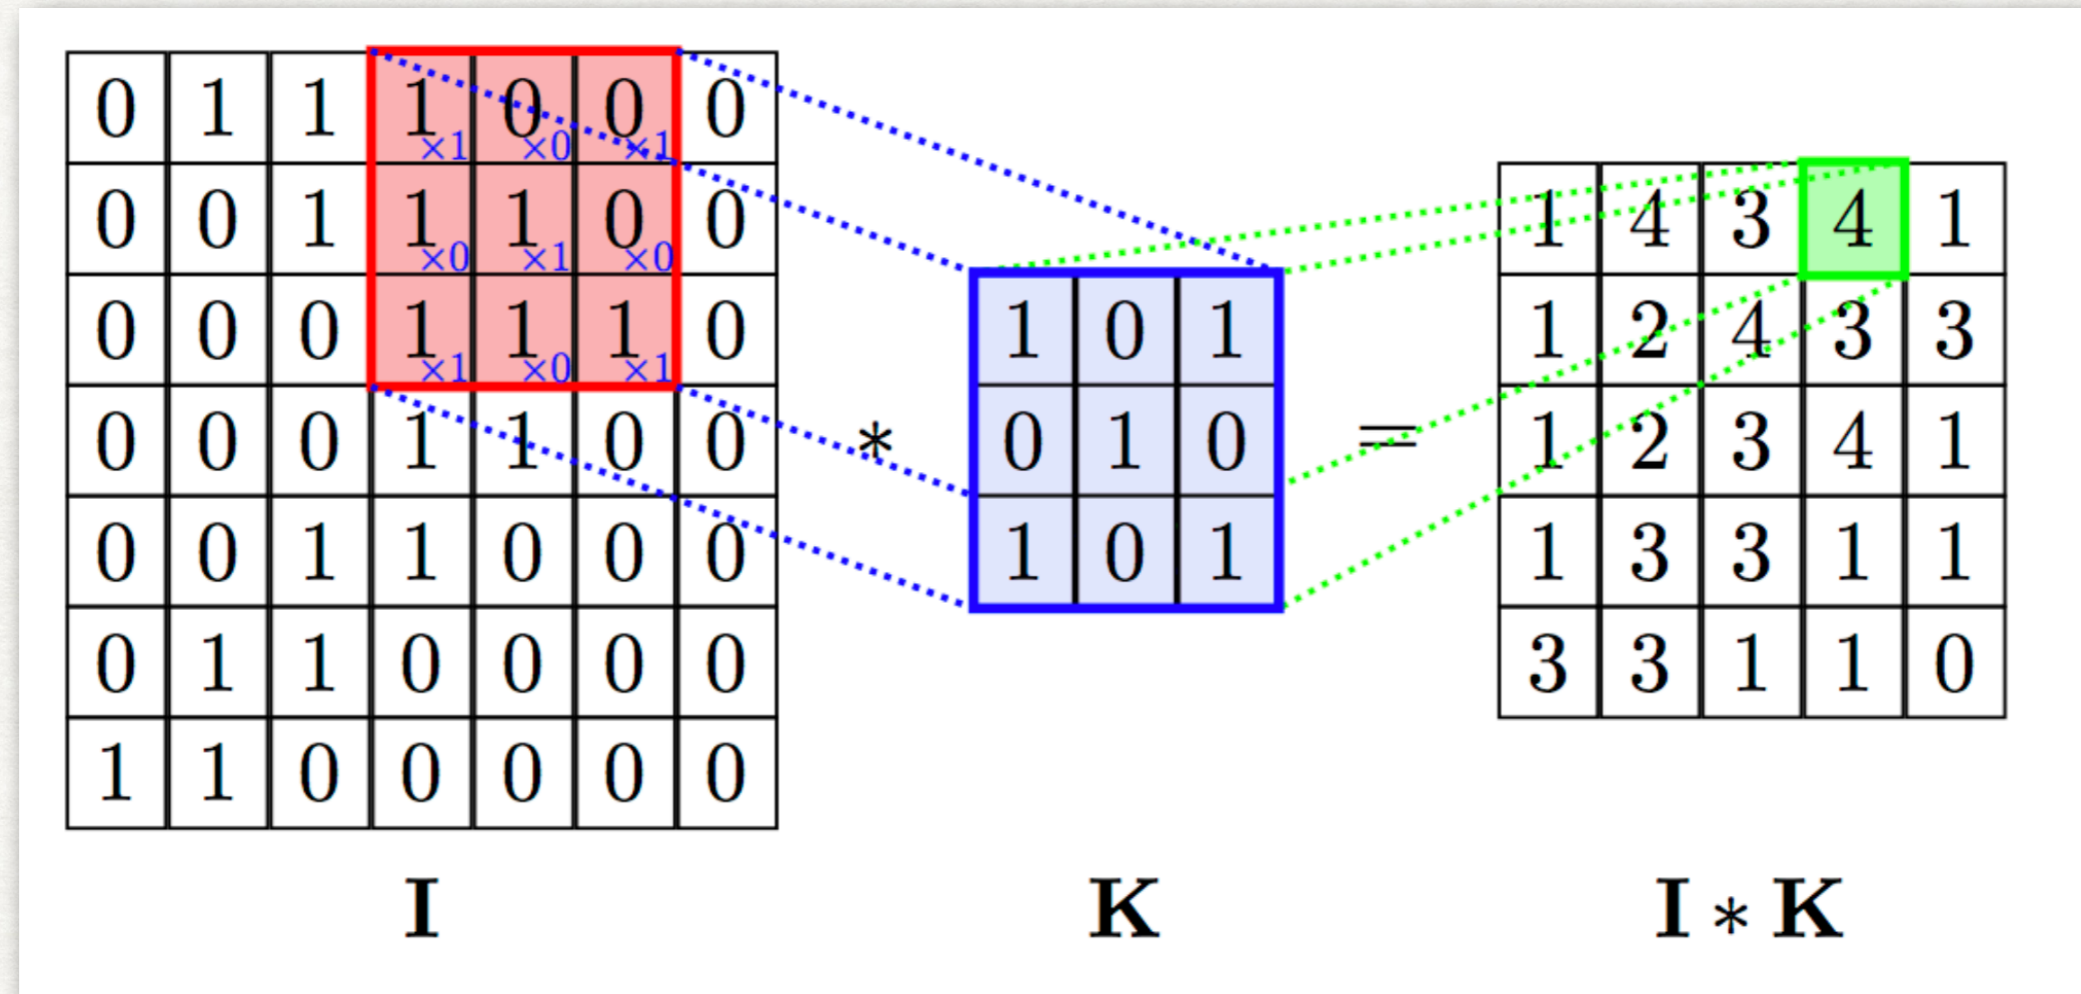 0 1 1 1 0 0 0
×1 ×0 ×1
0 0 1 1 1 0 0
×0 ×1 ×0
0 0 0 1 1 1 0
×1 ×0 ×1
0 0 0 1 1 0 0
0 0 1 1 0 0 0
0 1 1 0 0 0 0
1 1 0 0 0 0 0
I
*
1 0 1
0 1 0
1 0 1
K
=
1 4 3 4 1
1 2 4 3 3
1 2 3 4 1
1 3 3 1 1
3 3 1 1 0
I * K